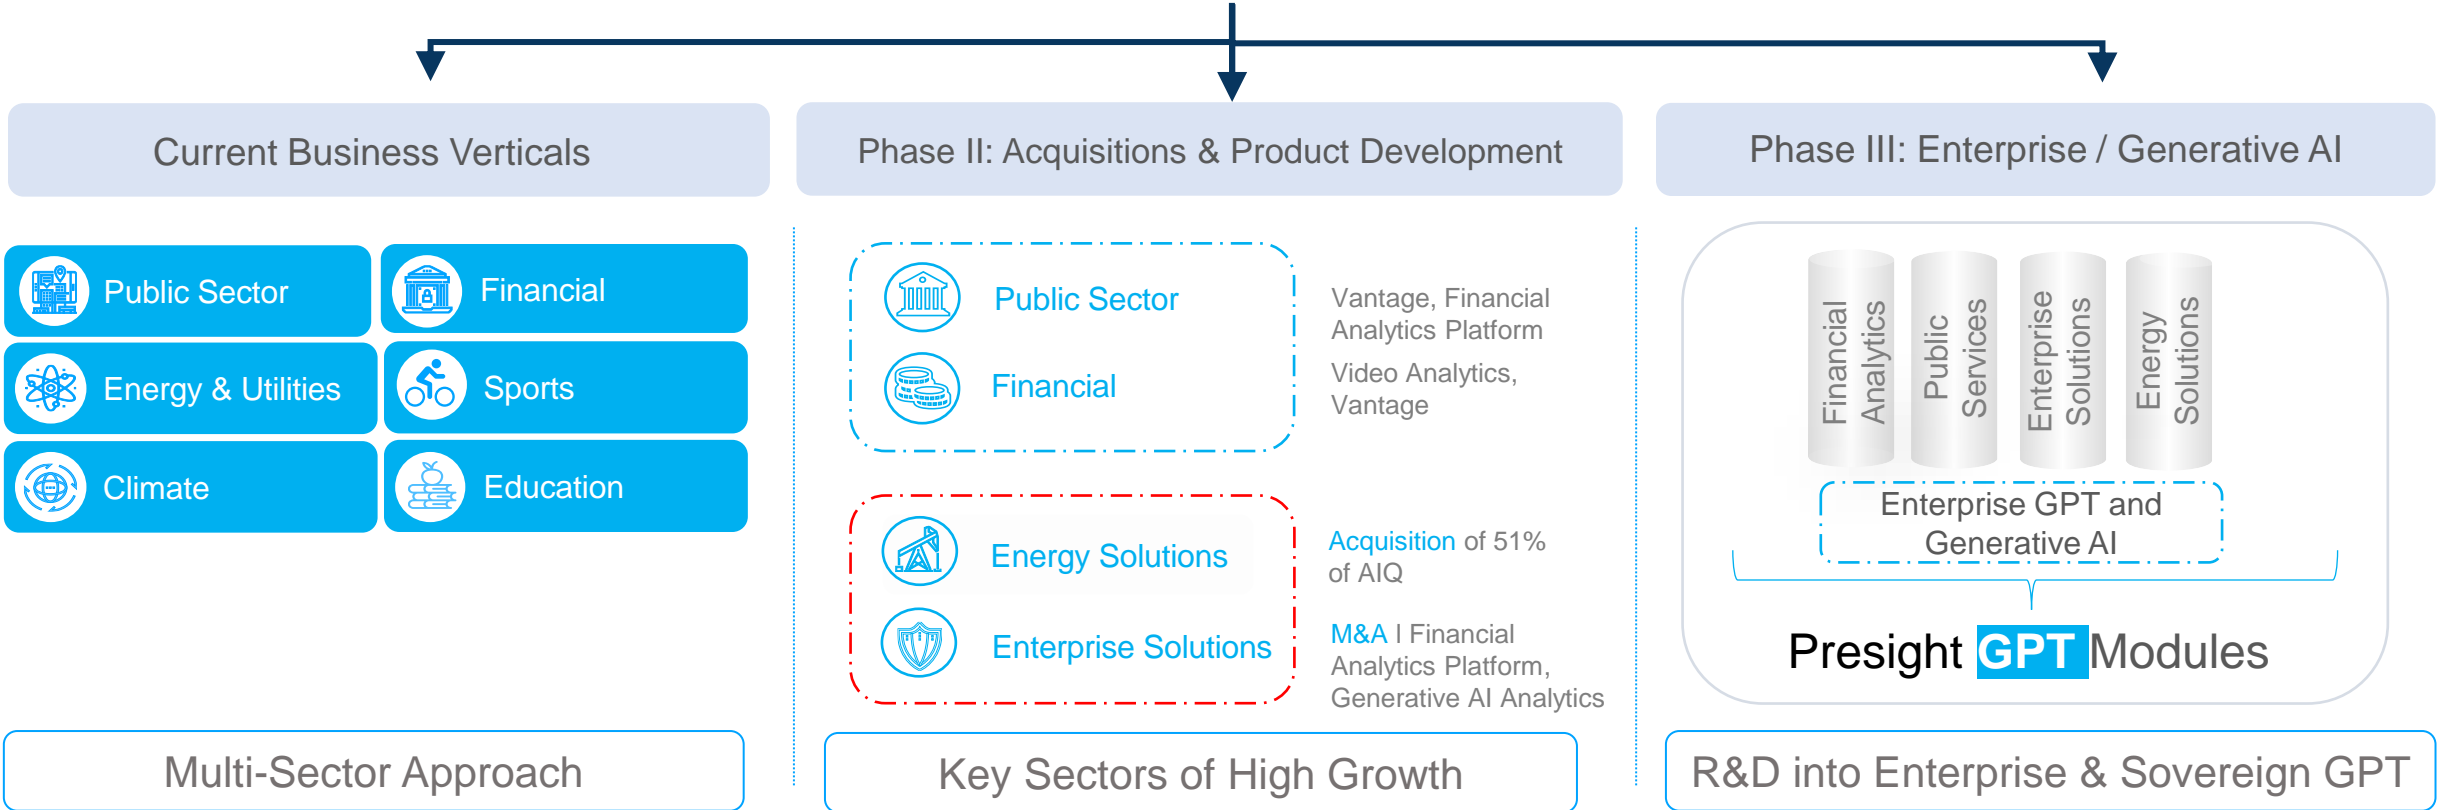 Current Business Verticals
Public Sector
Financial
Energy & Utilities
Sports
Climate
Education
Multi-Sector Approach
Phase II: Acquisitions & Product Development
Public Sector
Vantage, Financial
Analytics Platform
Financial
Video Analytics,
Vantage
Energy Solutions
Acquisition of 51%
of AIQ
Enterprise Solutions
M&A I Financial
Analytics Platform,
Generative AI Analytics
Key Sectors of High Growth
Phase III: Enterprise / Generative AI
Financial
Analytics
Public
Services
Enterprise
Solutions
Energy
Solutions
Enterprise GPT and
Generative AI
Presight GPT Modules
R&D into Enterprise & Sovereign GPT